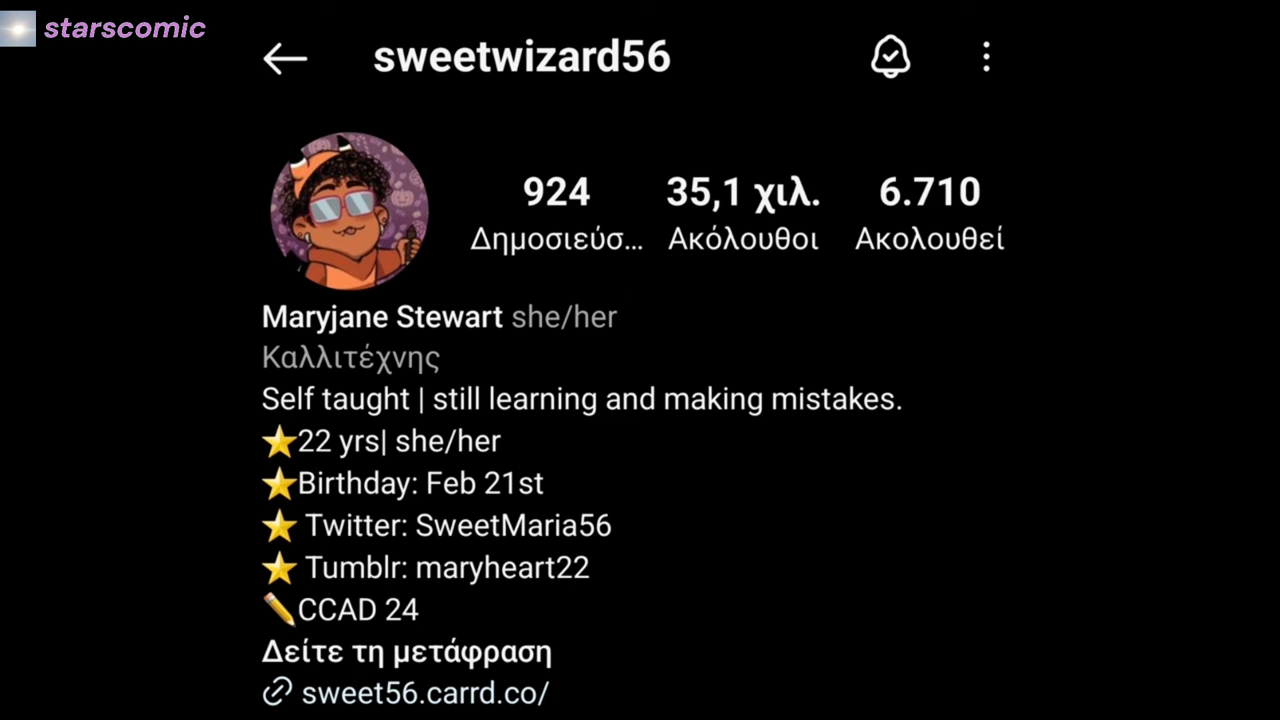 starscomic
sweetwizard56
924 35,1 χιλ. 6.710
Δημοσιεύσ... Ακόλουθοι Ακολουθεί
Maryjane Stewart she/her
Καλλιτέχνης
Self taught | still learning and making mistakes.
⭐22 yrs| she/her
⭐Birthday: Feb 21st
⭐ Twitter: SweetMaria56
⭐ Tumblr: maryheart22
✏️CCAD 24
Δείτε τη μετάφραση
sweet56.carrd.co/